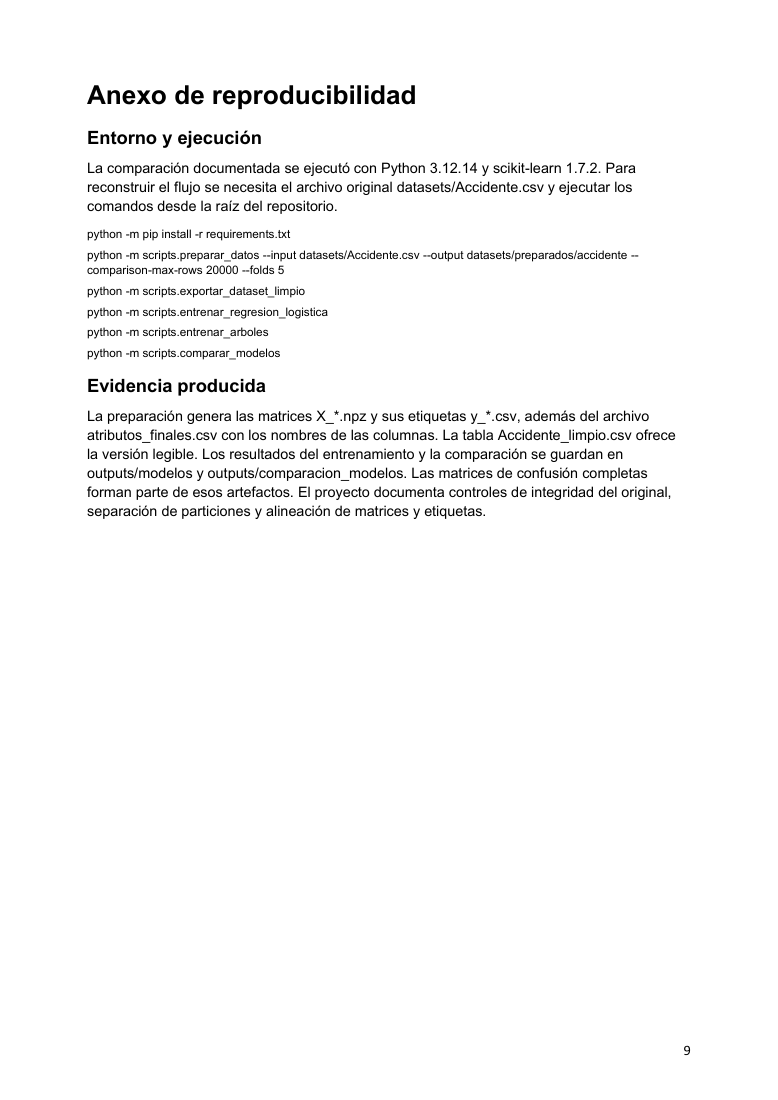 Anexo de reproducibilidad
Entorno y ejecución
La comparación documentada se ejecutó con Python 3.12.14 y scikit-learn 1.7.2. Para
reconstruir el flujo se necesita el archivo original datasets/Accidente.csv y ejecutar los
comandos desde la raíz del repositorio.
python -m pip install -r requirements.txt
python -m scripts.preparar_datos --input datasets/Accidente.csv --output datasets/preparados/accidente --
comparison-max-rows 20000 --folds 5
python -m scripts.exportar_dataset_limpio
python -m scripts.entrenar_regresion_logistica
python -m scripts.entrenar_arboles
python -m scripts.comparar_modelos
Evidencia producida
La preparación genera las matrices X_*.npz y sus etiquetas y_*.csv, además del archivo
atributos_finales.csv con los nombres de las columnas. La tabla Accidente_limpio.csv ofrece
la versión legible. Los resultados del entrenamiento y la comparación se guardan en
outputs/modelos y outputs/comparacion_modelos. Las matrices de confusión completas
forman parte de esos artefactos. El proyecto documenta controles de integridad del original,
separación de particiones y alineación de matrices y etiquetas.
9